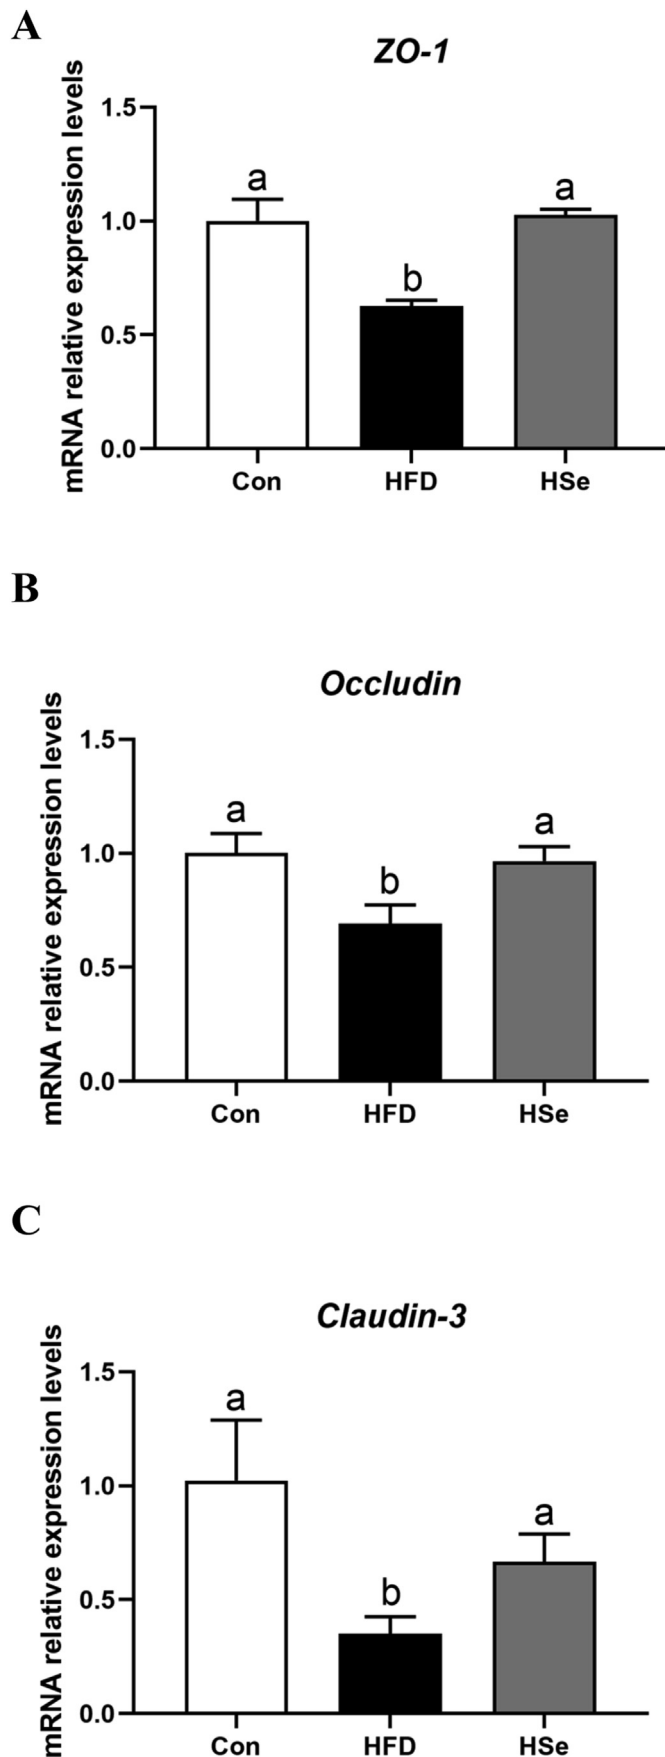 A
ZO-1
mRNA relative expression levels
1.5
1.0
0.5
0.0
a
b
a
Con HFD HSe
B
Occludin
mRNA relative expression levels
1.5
1.0
0.5
0.0
a
b
a
Con HFD HSe
C
Claudin-3
mRNA relative expression levels
1.5
1.0
0.5
0.0
a
b
a
Con HFD HSe